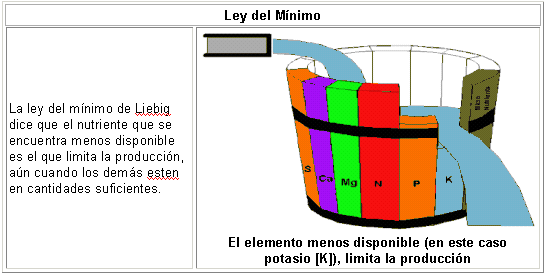 Ley del Mínimo
La ley del mínimo de Liebig
dice que el nutriente que se
encuentra menos disponible
es el que limita la producción,
aún cuando los demás esten
en cantidades suficientes.
S
Ca
Mg
N
P
K
El elemento menos disponible (en este caso
potasio [K]), limita la producción